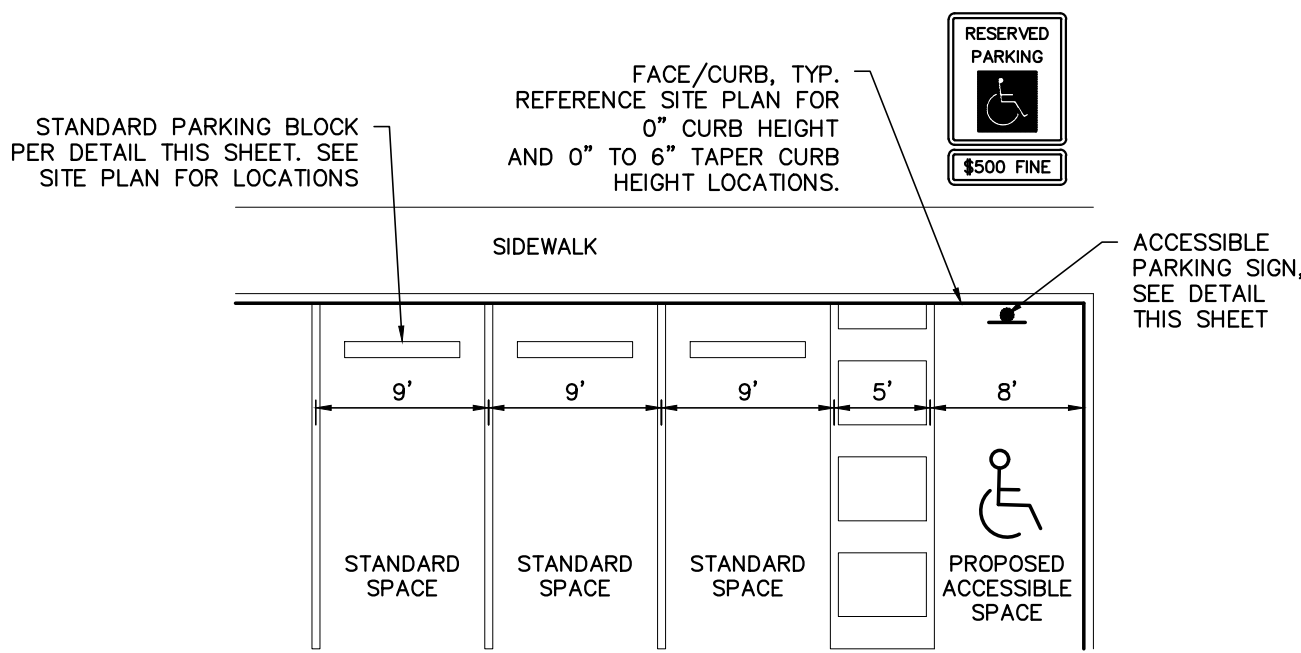 RESERVED
PARKING
$500 FINE
FACE/CURB, TYP.
REFERENCE SITE PLAN FOR
0” CURB HEIGHT
AND 0” TO 6” TAPER CURB
HEIGHT LOCATIONS.
STANDARD PARKING BLOCK
PER DETAIL THIS SHEET. SEE
SITE PLAN FOR LOCATIONS
SIDEWALK
ACCESSIBLE
PARKING SIGN,
SEE DETAIL
THIS SHEET
9’ 9’ 9’ 5’ 8’
STANDARD
SPACE
STANDARD
SPACE
STANDARD
SPACE
PROPOSED
ACCESSIBLE
SPACE